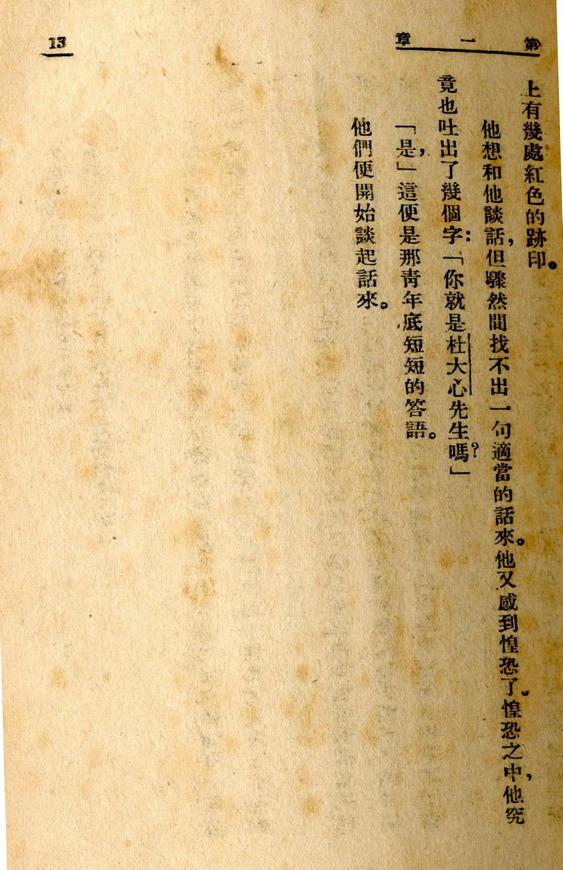 第一章
13
上有幾處紅色的跡印。
他想和他談話，但驟然間找不出一句適當的話來。他又感到惶恐了。惶恐之中，他究
竟也吐出了幾個字：「你就是杜大心先生嗎？」
「是，」這便是那靑年底短短的答語。
他們便開始談起話來。